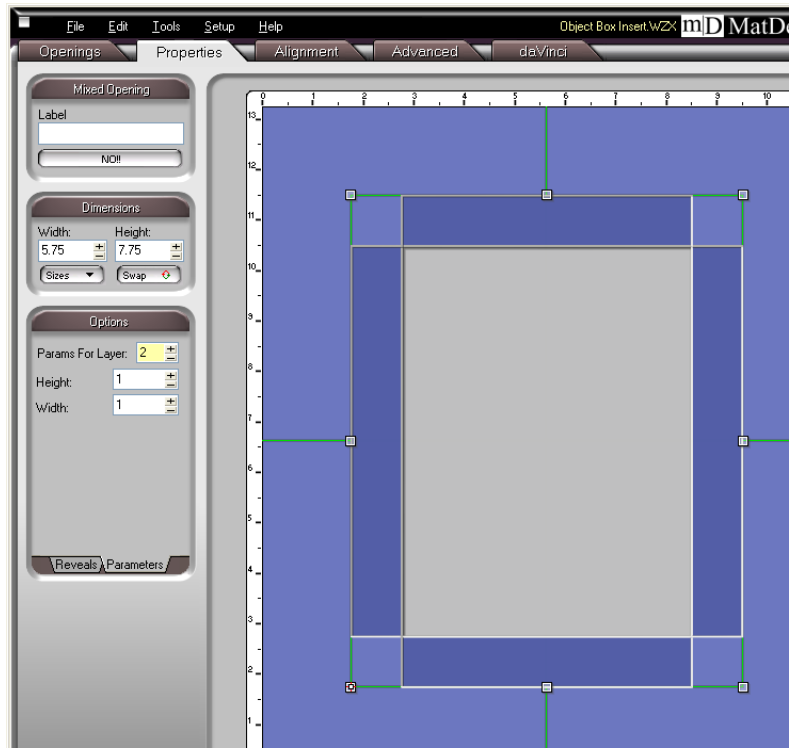 File Edit Tools Setup Help Object Box Insert.WZX mD MatDe
Openings Properties Alignment Advanced daVinci
Mixed Opening
Label
NO!!
Dimensions
Width: Height:
5.75 7.75
Sizes Swap
Options
Params For Layer: 2
Height: 1
Width: 1
Reveals Parameters
0 1 2 3 4 5 6 7 8 9 10
13
12
11
10
9
8
7
6
5
4
3
2
1